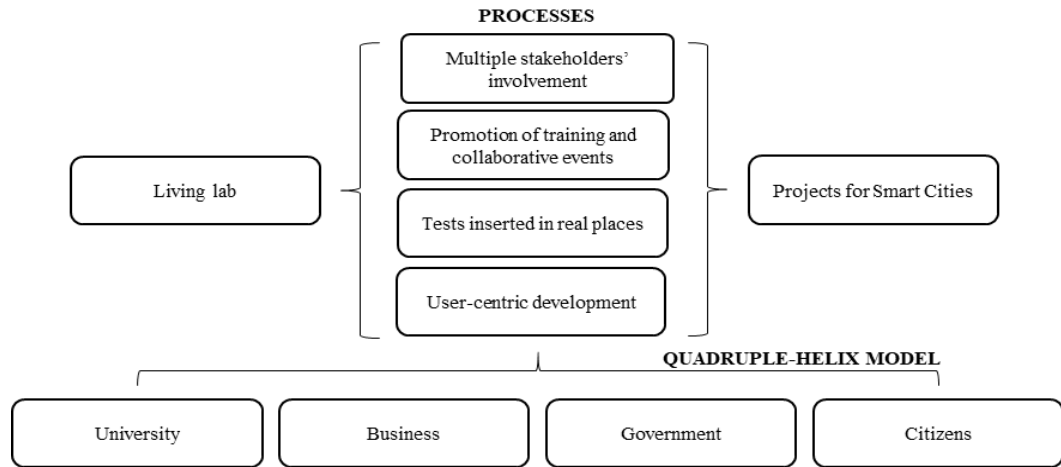 PROCESSES
Multiple stakeholders’
involvement
Promotion of training and
collaborative events
Living lab
Projects for Smart Cities
Tests inserted in real places
User-centric development
QUADRUPLE-HELIX MODEL
University
Business
Government
Citizens